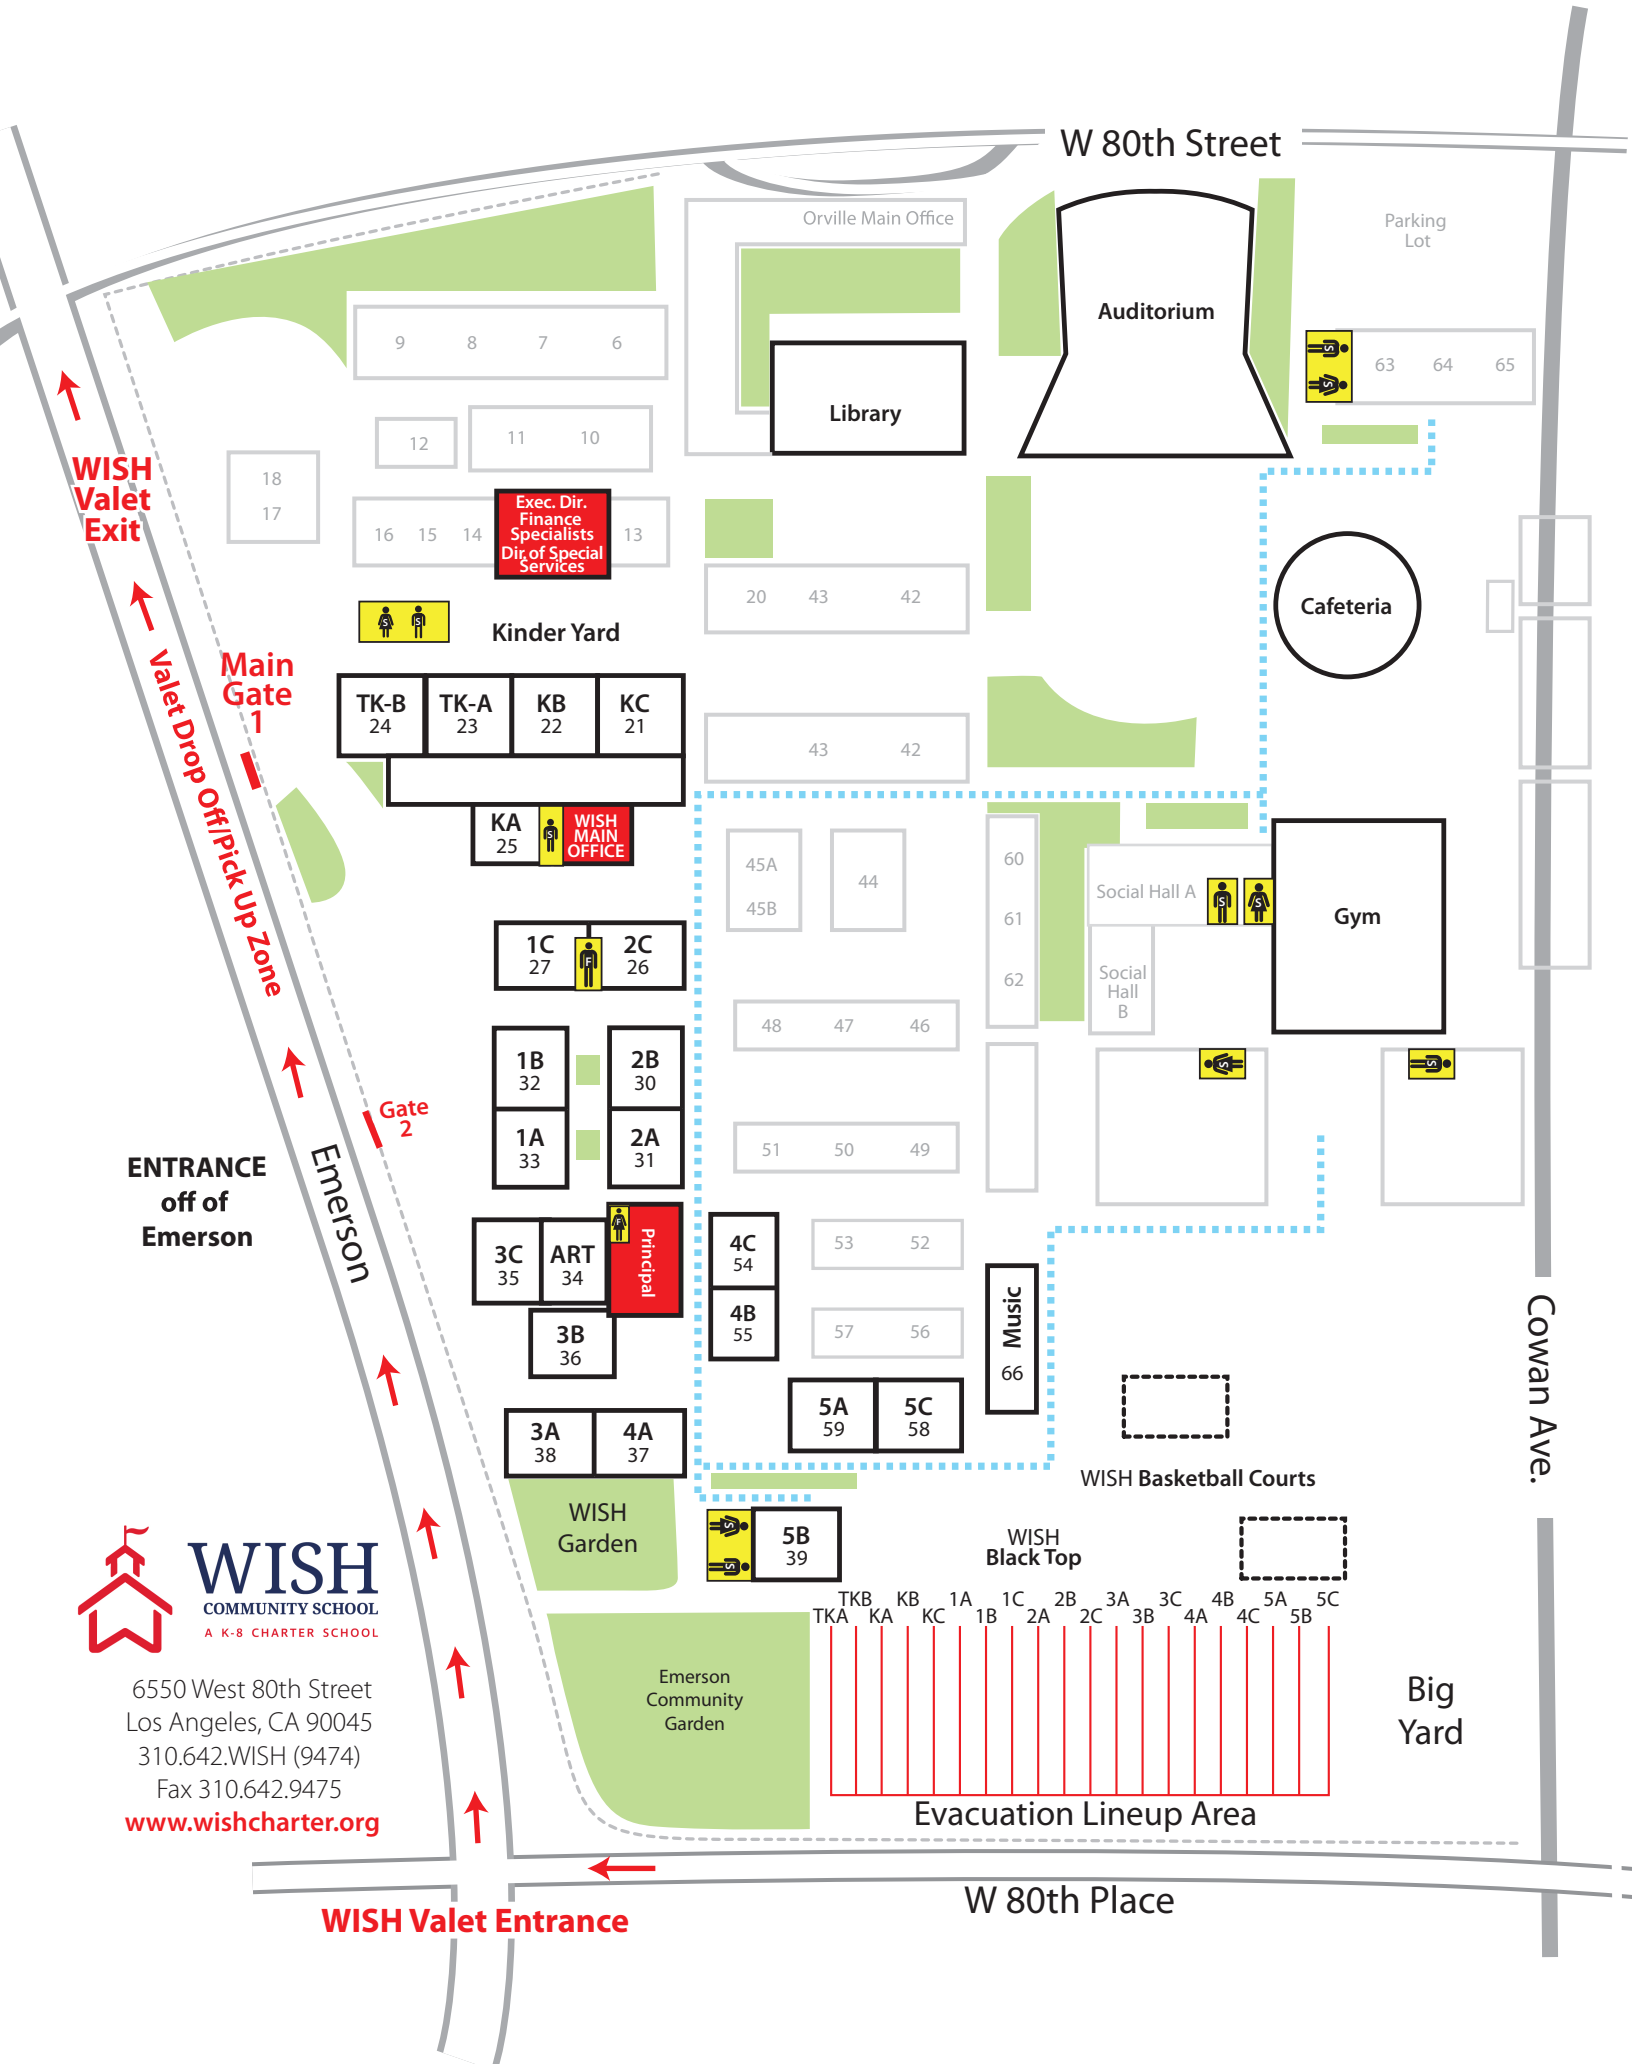 W 80th Street
Orville Main Office
Parking
Lot
Auditorium
9 8 7 6
63 64 65
Library
12
11 10
18
17
WISH
Valet
Exit
16 15 14
Exec. Dir.
Finance
Specialists
Dir. of Special
Services
13
20 43 42
Cafeteria
S S
Kinder Yard
Main
Gate
1
Valet Drop Off/Pick Up Zone
TK-B
24
TK-A
23
KB
22
KC
21
43 42
KA
25
S
WISH
MAIN
OFFICE
45A
45B
44
60
61
62
Social Hall A
S S
Gym
Social
Hall
B
1C
27
F
2C
26
48 47 46
1B
32
2B
30
S
S
Gate
2
1A
33
2A
31
51 50 49
ENTRANCE
off of
Emerson
Emerson
3C
35
ART
34
F
Principal
3B
36
4C
54
4B
55
53 52
57 56
Music
66
Cowan Ave.
5A
59
5C
58
3A
38
4A
37
WISH Basketball Courts
WISH
Garden
S
S
5B
39
WISH
Black Top
WISH
COMMUNITY SCHOOL
A K-8 CHARTER SCHOOL
6550 West 80th Street
Los Angeles, CA 90045
310.642.WISH (9474)
Fax 310.642.9475
www.wishcharter.org
TKB KB 1A 1C 2B 3A 3C 4B 5A 5C
TKA KA KC 1B 2A 2C 3B 4A 4C 5B
Emerson
Community
Garden
Big
Yard
Evacuation Lineup Area
W 80th Place
WISH Valet Entrance